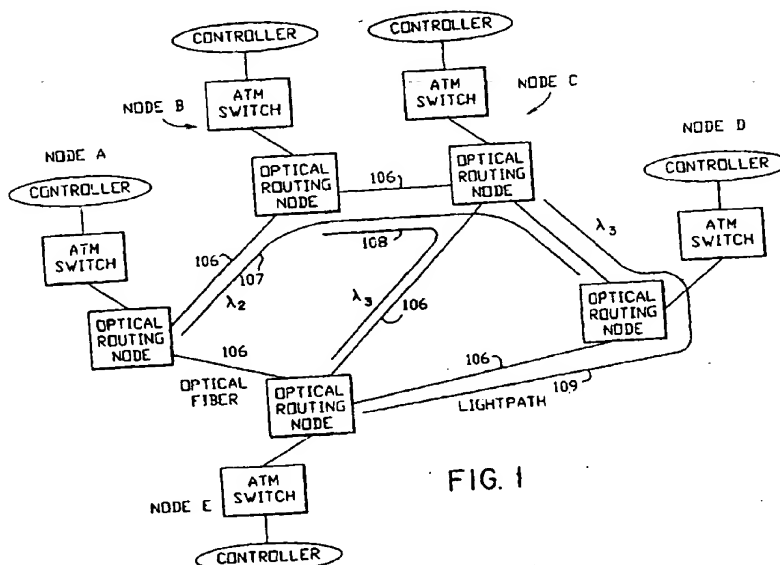 CONTROLLER
CONTROLLER
ATM
SWITCH
ATM
SWITCH
NODE B
NODE C
NODE A
NODE D
CONTROLLER
OPTICAL
ROUTING
NODE
106
OPTICAL
ROUTING
NODE
CONTROLLER
ATM
SWITCH
ATM
SWITCH
106
107
108
λ3
λ2
λ3
106
OPTICAL
ROUTING
NODE
OPTICAL
ROUTING
NODE
106
OPTICAL
FIBER
OPTICAL
ROUTING
NODE
106
109
LIGHTPATH
ATM
SWITCH
NODE E
CONTROLLER
FIG. 1